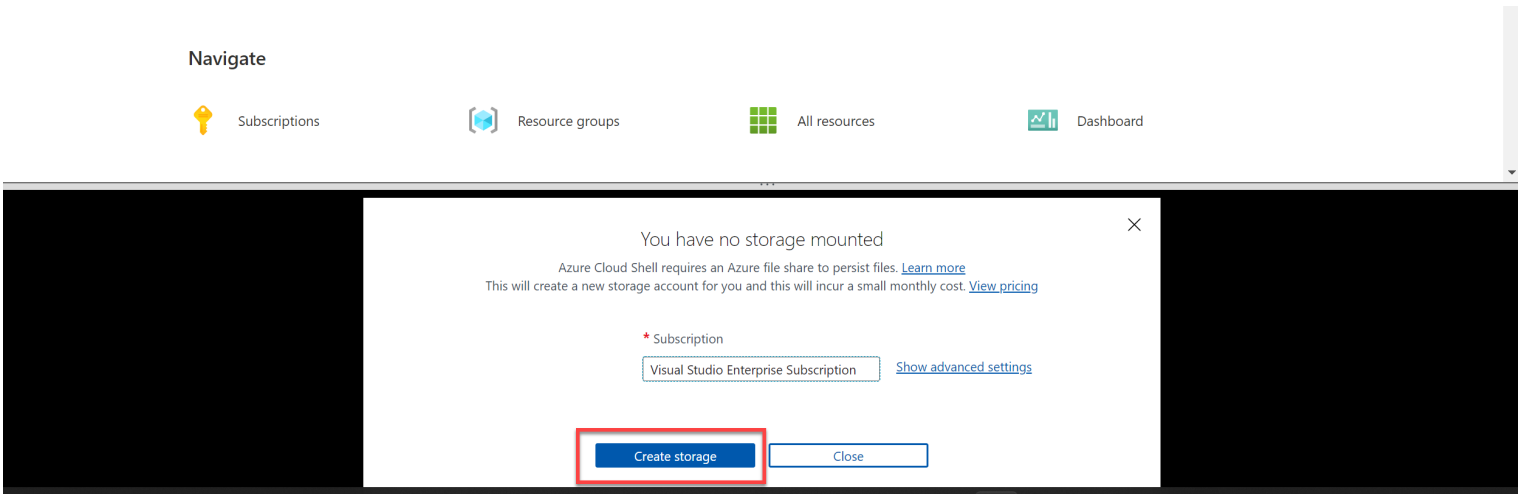 Navigate
Subscriptions
Resource groups
All resources
Dashboard
You have no storage mounted
Azure Cloud Shell requires an Azure file share to persist files. Learn more
This will create a new storage account for you and this will incur a small monthly cost. View pricing
* Subscription
Visual Studio Enterprise Subscription
Show advanced settings
Create storage
Close